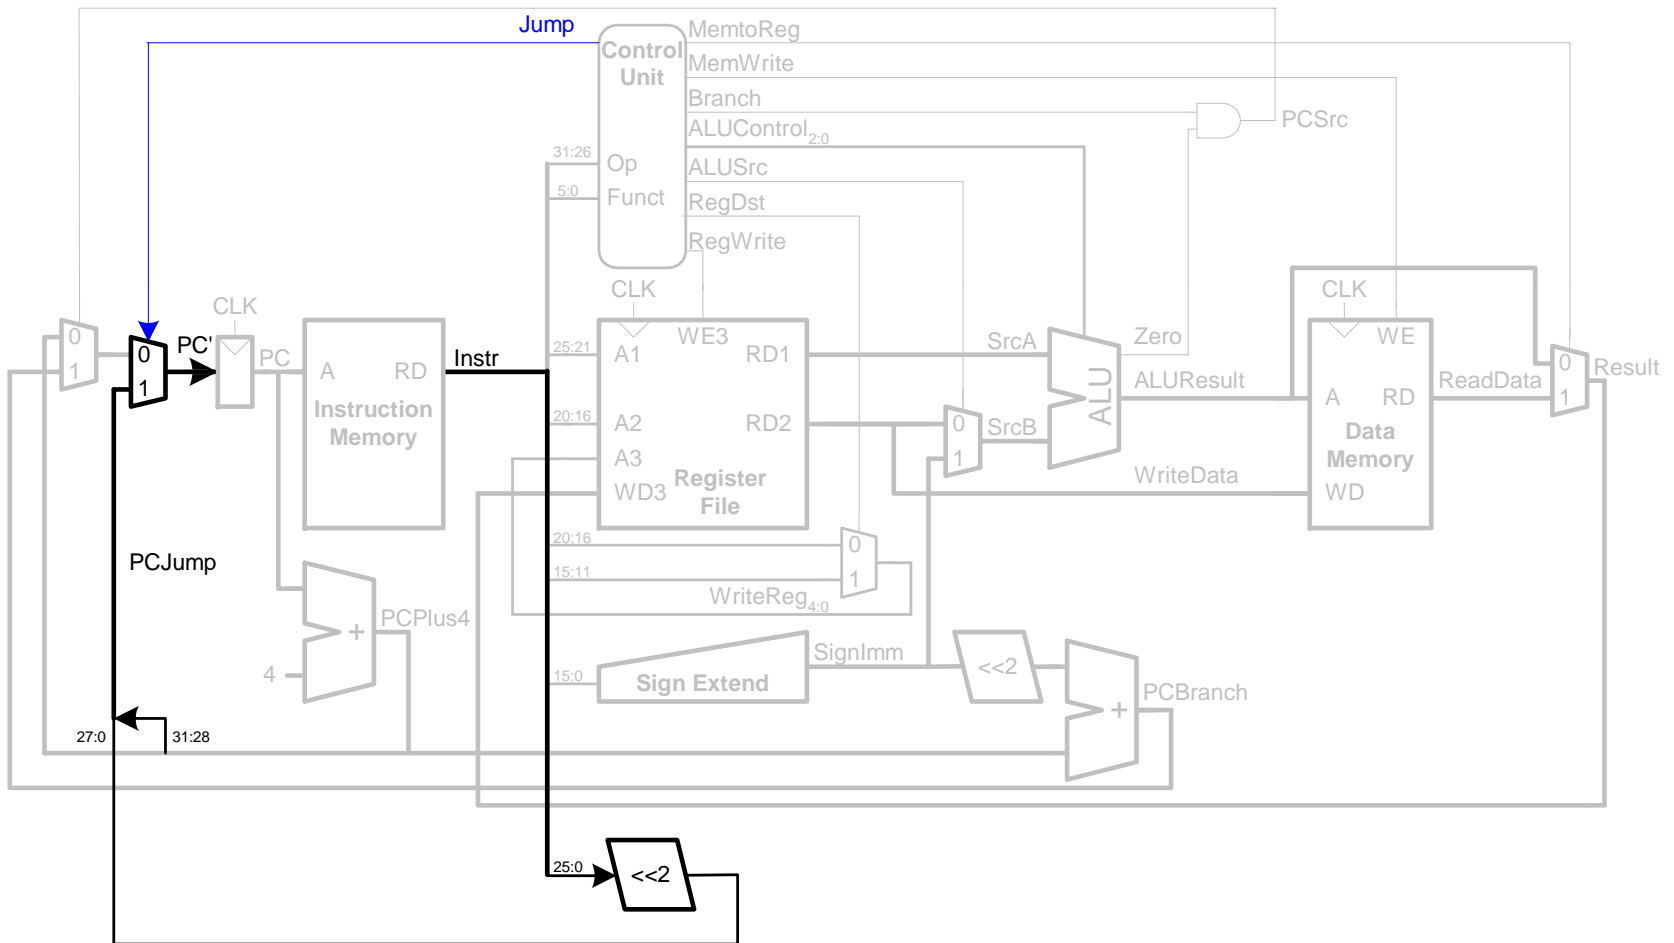 Jump
Control
Unit
MemtoReg
MemWrite
Branch
ALUControl2:0
ALUSrc
RegDst
RegWrite
PCSrc
31:26
Op
5:0
Funct
CLK
CLK
CLK
0
1
0
1
PC'
PC
A
RD
Instruction
Memory
Instr
25:21
A1
WE3
RD1
20:16
A2
RD2
A3
WD3
Register
File
SrcA
0
1
SrcB
ALU
Zero
ALUResult
WriteData
WE
A
RD
Data
Memory
WD
ReadData
0
1
Result
20:16
0
15:11
1
WriteReg4:0
PCJump
+
PCPlus4
4
SignImm
15:0
Sign Extend
<<2
+
PCBranch
27:0
31:28
25:0
<<2